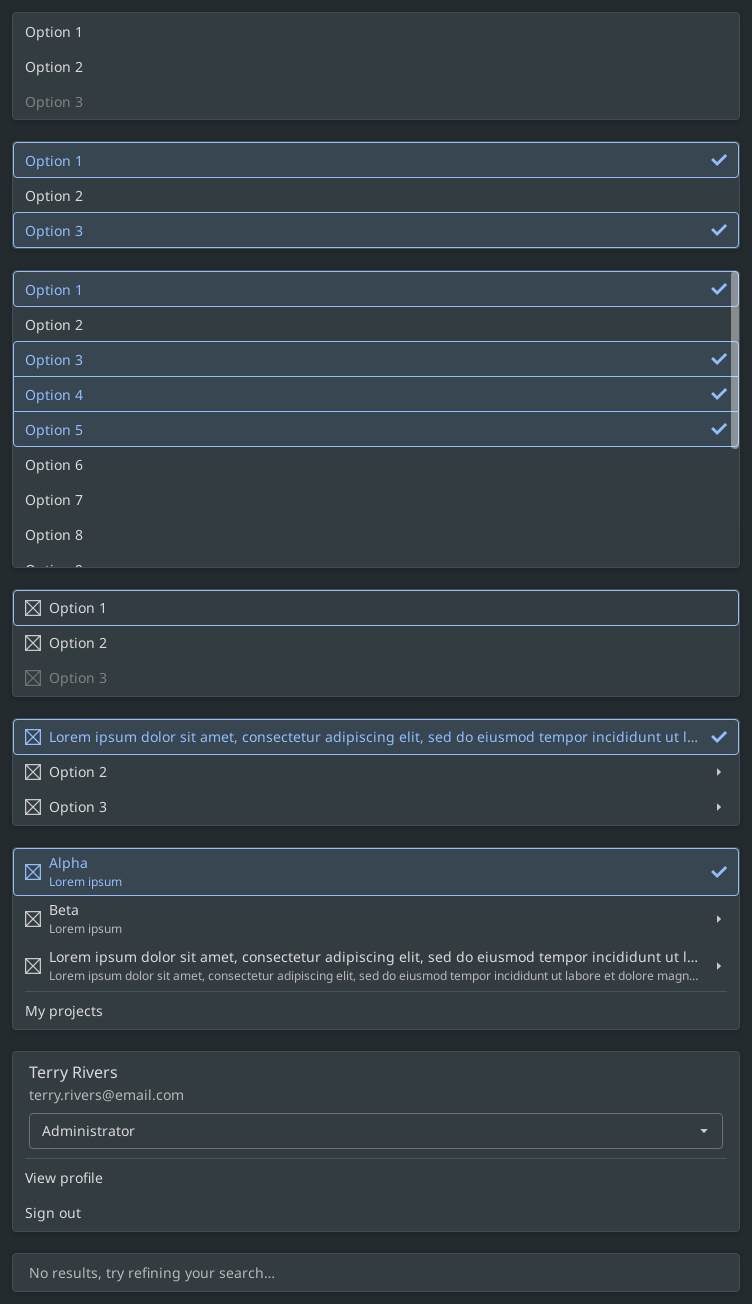 Option 1
Option 2
Option 3
Option 1
Option 2
Option 3
Option 1
Option 2
Option 3
Option 4
Option 5
Option 6
Option 7
Option 8
Option 1
Option 2
Option 3
Lorem ipsum dolor sit amet, consectetur adipiscing elit, sed do eiusmod tempor incididunt ut l...
Option 2
Option 3
Alpha
Lorem ipsum
Beta
Lorem ipsum
Lorem ipsum dolor sit amet, consectetur adipiscing elit, sed do eiusmod tempor incididunt ut l...
Lorem ipsum dolor sit amet, consectetur adipiscing elit, sed do eiusmod tempor incididunt ut labore et dolore magn...
My projects
Terry Rivers
terry.rivers@email.com
Administrator
View profile
Sign out
No results, try refining your search...